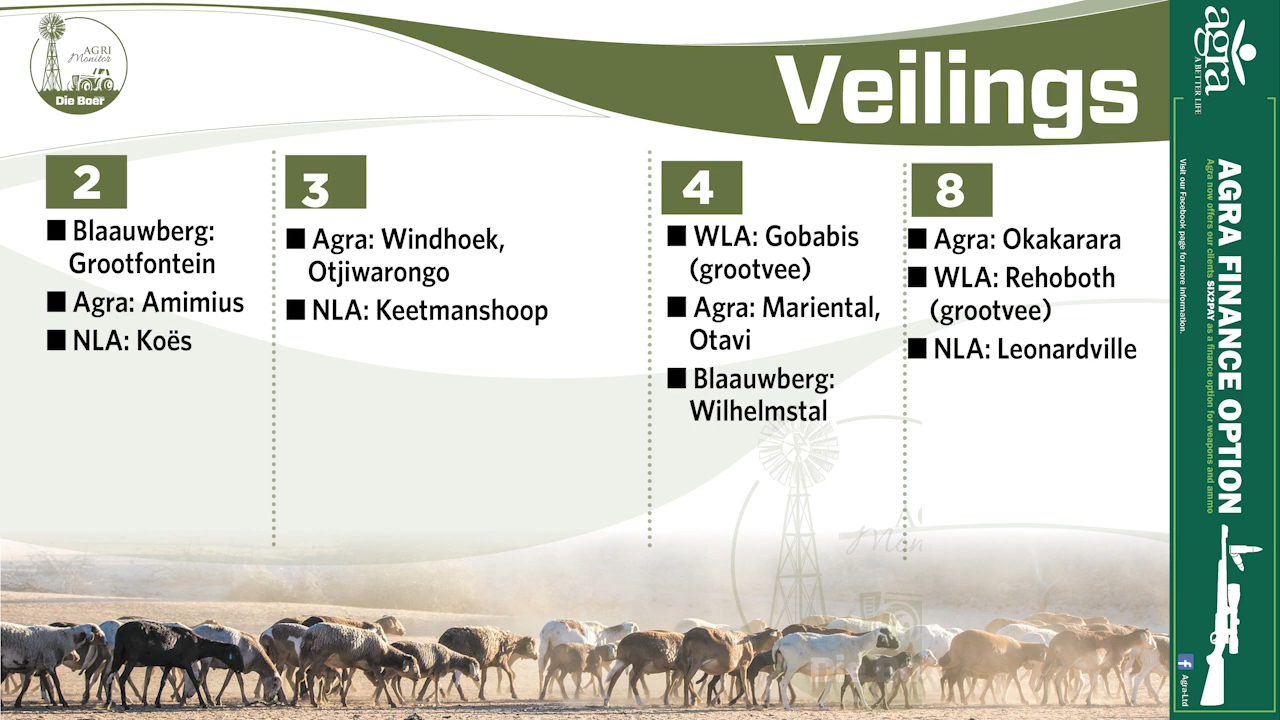 AGRI
Monitor
Die Boer
Veilings
2
■ Blaauwberg:
Grootfontein
■ Agra: Amimius
■ NLA: Koës
3
■ Agra: Windhoek,
Otjiwarongo
■ NLA: Keetmanshoop
4
■ WLA: Gobabis
(grootvee)
■ Agra: Mariental,
Otavi
■ Blaauwberg:
Wilhelmstal
8
■ Agra: Okakarara
■ WLA: Rehoboth
(grootvee)
■ NLA: Leonardville
agra
A BETTER LIFE
AGRA FINANCE OPTION
Agra now offers our clients SIX2PAY as a finance option for weapons and ammo
Visit our Facebook page for more information.
f Agra-Ltd